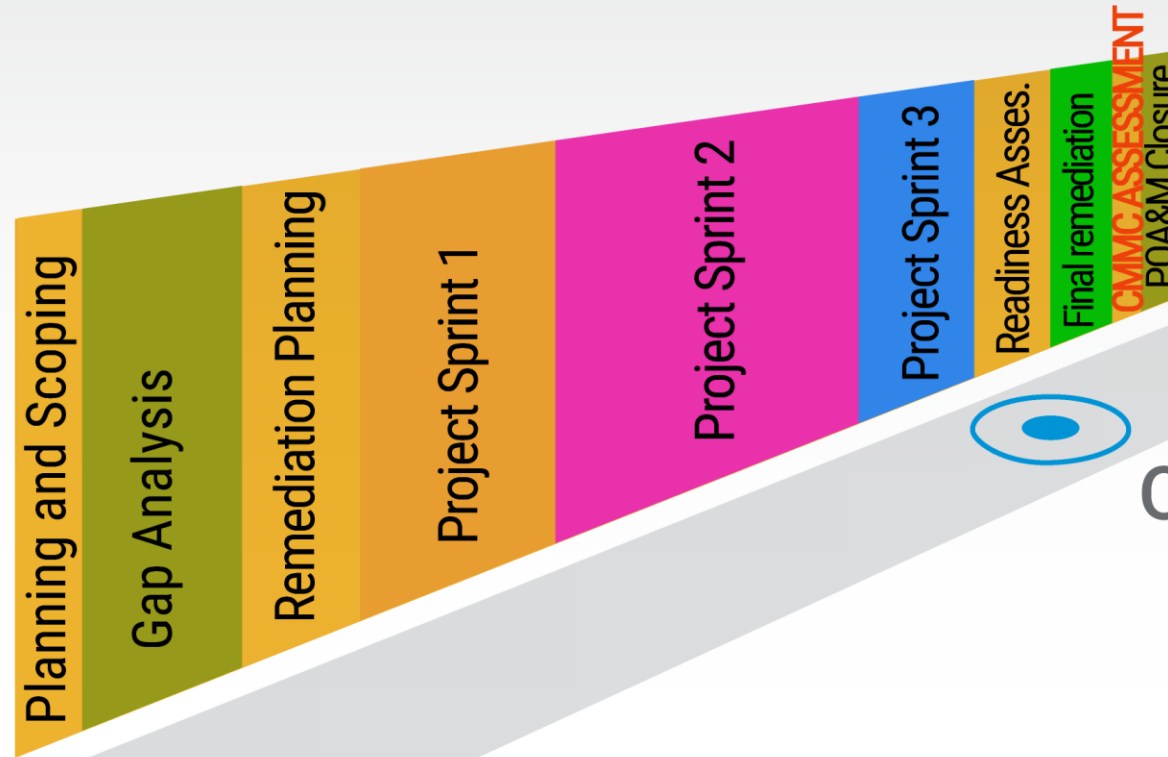 Planning and Scoping
Gap Analysis
Remediation Planning
Project Sprint 1
Project Sprint 2
Project Sprint 3
Readiness Asses.
Final remediation
CMMC ASSESSMENT
POA&M Closure